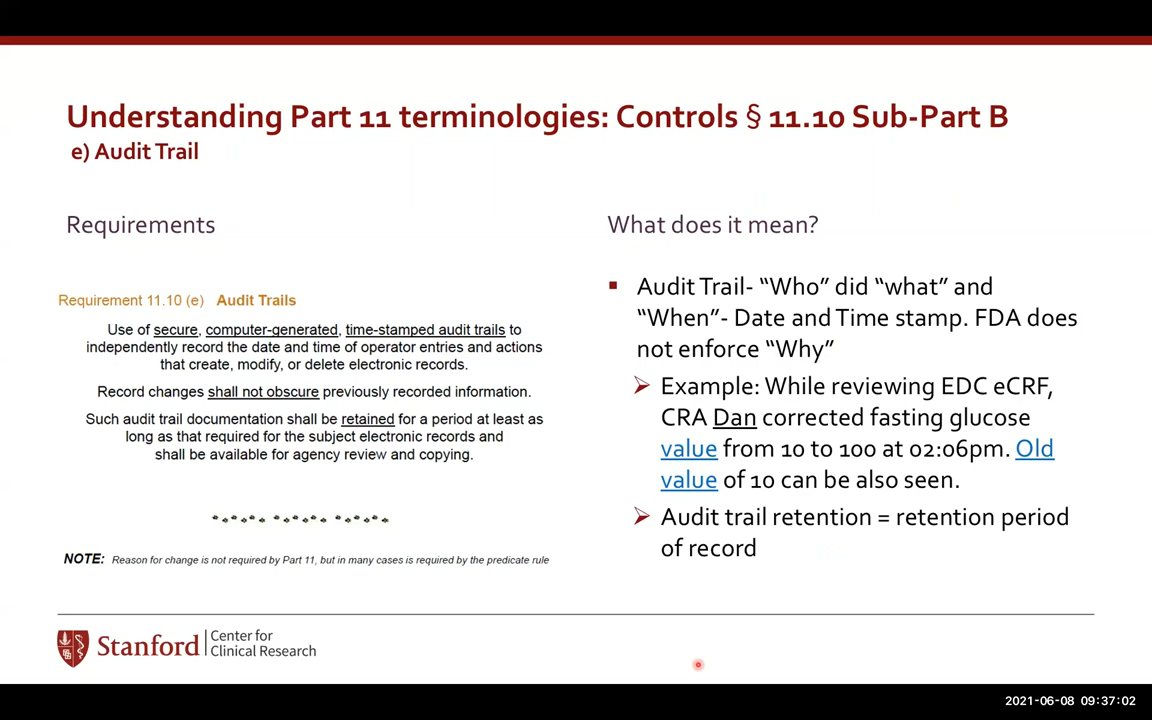 Understanding Part 11 terminologies: Controls § 11.10 Sub-Part B
e) Audit Trail
Requirements
Requirement 11.10 (e) Audit Trails
Use of secure, computer-generated, time-stamped audit trails to
independently record the date and time of operator entries and actions
that create, modify, or delete electronic records.
Record changes shall not obscure previously recorded information.
Such audit trail documentation shall be retained for a period at least as
long as that required for the subject electronic records and
shall be available for agency review and copying.
NOTE: Reason for change is not required by Part 11, but in many cases is required by the predicate rule
What does it mean?
Audit Trail- “Who” did “what” and
“When”- Date and Time stamp. FDA does
not enforce “Why”
Example: While reviewing EDC eCRF,
CRA Dan corrected fasting glucose
value from 10 to 100 at 02:06pm. Old
value of 10 can be also seen.
Audit trail retention = retention period
of record
Stanford
Center for
Clinical Research
2021-06-08 09:37:02